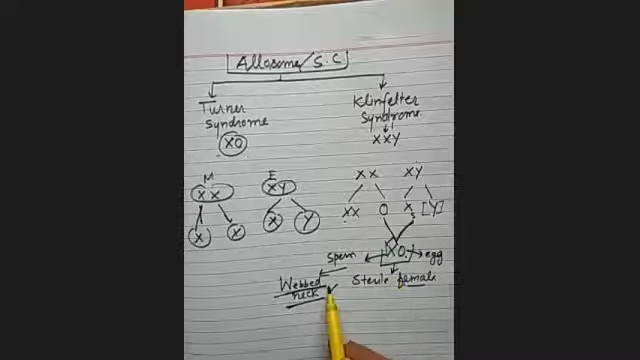 Allosome/S.C
Turner
Syndrome
XO
Klinfelter
Syndrome
XXY
M
XX
X X
F
XY
X Y
XX XY
XX O X [Y]
XO
sperm
egg
Sterile female
Webbed
neck